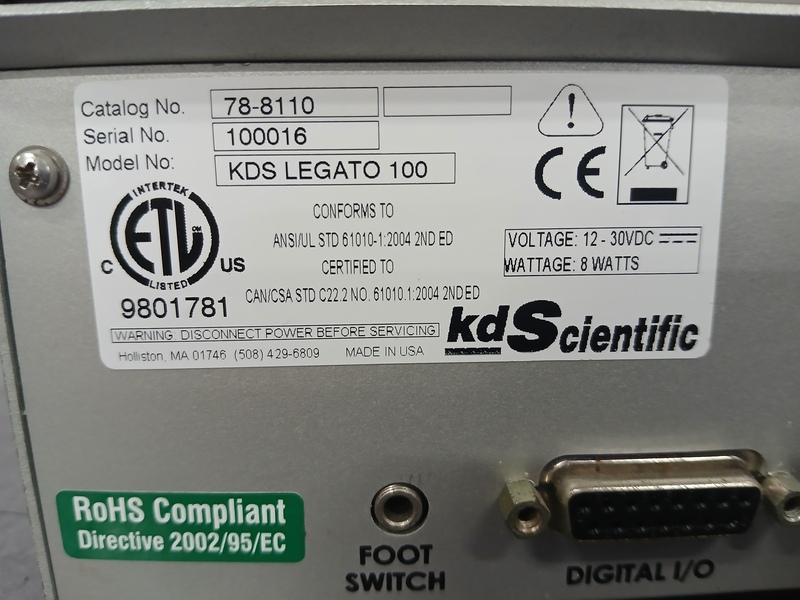 Catalog No. 78-8110
Serial No. 100016
Model No: KDS LEGATO 100
INTERTEK
ETL CM
LISTED
C US
9801781
CONFORMS TO
ANSI/UL STD 61010-1:2004 2ND ED
CERTIFIED TO
CAN/CSA STD C22.2 NO. 61010.1:2004 2ND ED
CE
VOLTAGE: 12 - 30VDC
WATTAGE: 8 WATTS
WARNING: DISCONNECT POWER BEFORE SERVICING
Holliston, MA 01746 (508) 429-6809 MADE IN USA
kdScientific
RoHS Compliant
Directive 2002/95/EC
FOOT
SWITCH
DIGITAL I/O